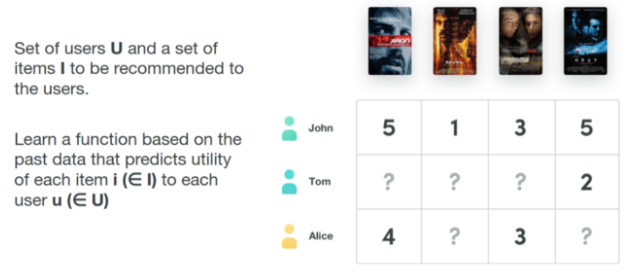 Set of users U and a set of
items I to be recommended to
the users.
Learn a function based on the
past data that predicts utility
of each item i (∈ I) to each
user u (∈ U)
ARGO
HEAT
John 5 1 3 5
Tom ? ? ? 2
Alice 4 ? 3 ?